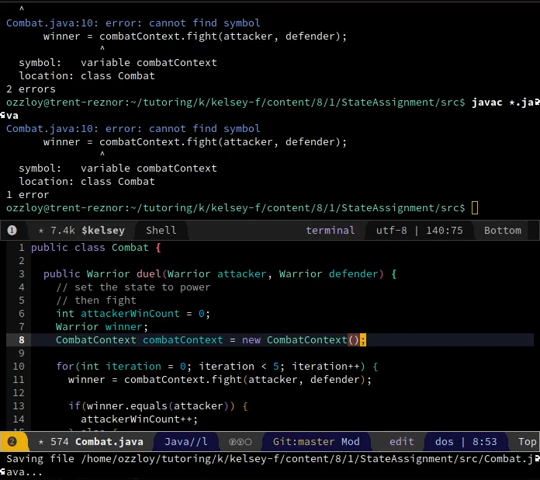 ^
Combat.java:10: error: cannot find symbol
winner = combatContext.fight(attacker, defender);
^
symbol:   variable combatContext
location: class Combat
2 errors
ozzloy@trent-reznor:~/tutoring/k/kelsey-f/content/8/1/StateAssignment/src$ javac *.ja
va
Combat.java:10: error: cannot find symbol
winner = combatContext.fight(attacker, defender);
^
symbol:   variable combatContext
location: class Combat
1 error
ozzloy@trent-reznor:~/tutoring/k/kelsey-f/content/8/1/StateAssignment/src$
1 * 7.4k $kelsey Shell terminal utf-8 | 140:75 Bottom
1 public class Combat {
2
3 public Warrior duel(Warrior attacker, Warrior defender) {
4 // set the state to power
5 // then fight
6 int attackerWinCount = 0;
7 Warrior winner;
8 CombatContext combatContext = new CombatContext();
10 for(int iteration = 0; iteration < 5; iteration++) {
11 winner = combatContext.fight(attacker, defender);
12
13 if(winner.equals(attacker)) {
14 attackerWinCount++;
15 } else {
2 * 574 Combat.java Java//l Git:master Mod edit dos | 8:53 Top
Saving file /home/ozzloy/tutoring/k/kelsey-f/content/8/1/StateAssignment/src/Combat.j
ava...